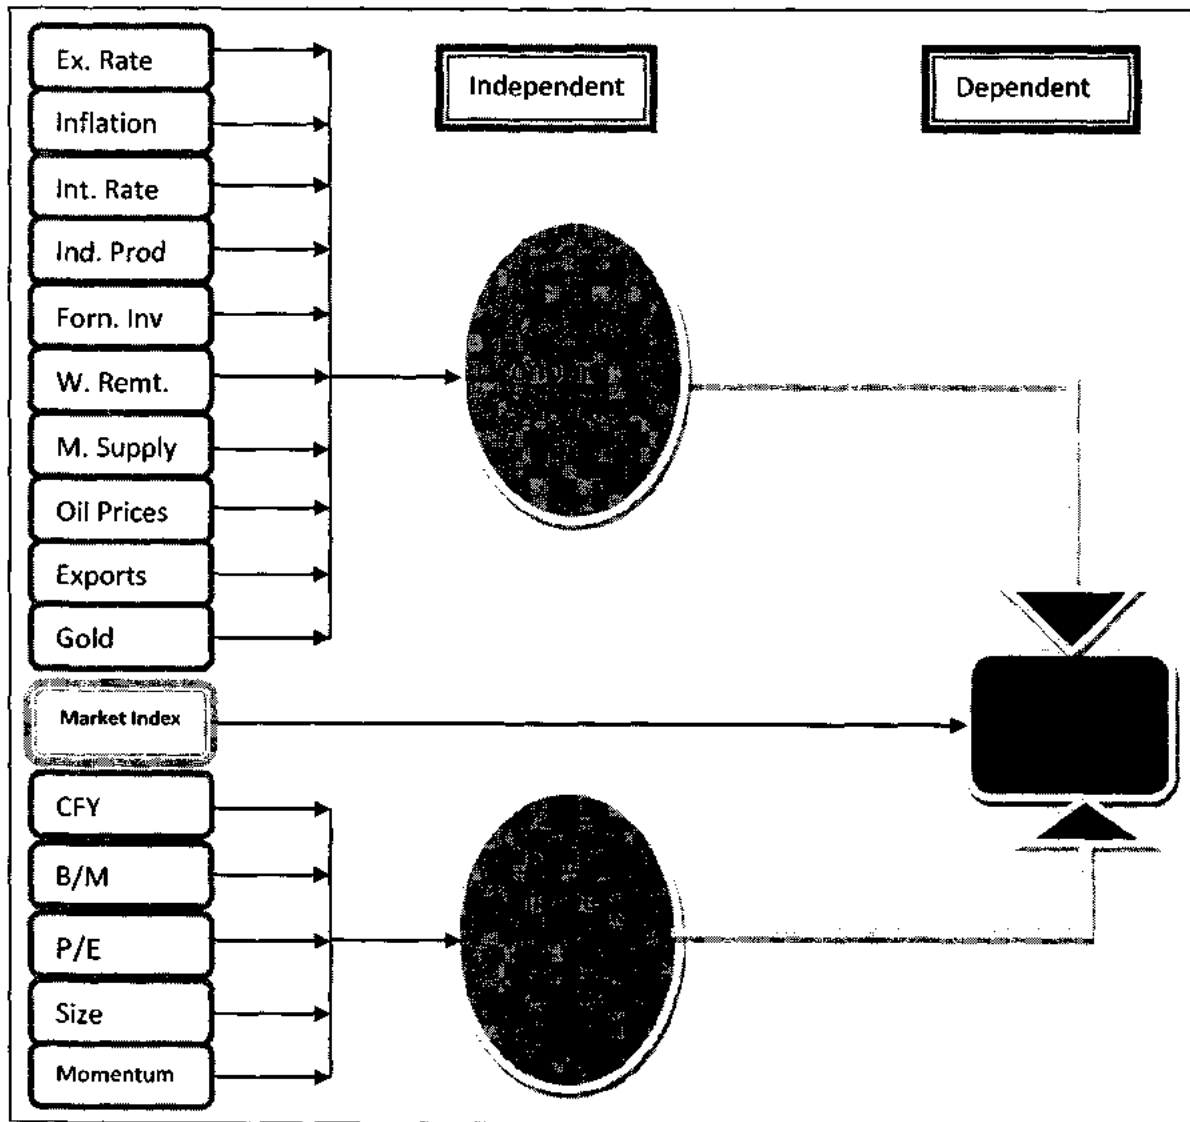 Ex. Rate
Inflation
Int. Rate
Ind. Prod
Forn. Inv
W. Remt.
M. Supply
Oil Prices
Exports
Gold
Market Index
CFY
B/M
P/E
Size
Momentum
Independent
Dependent